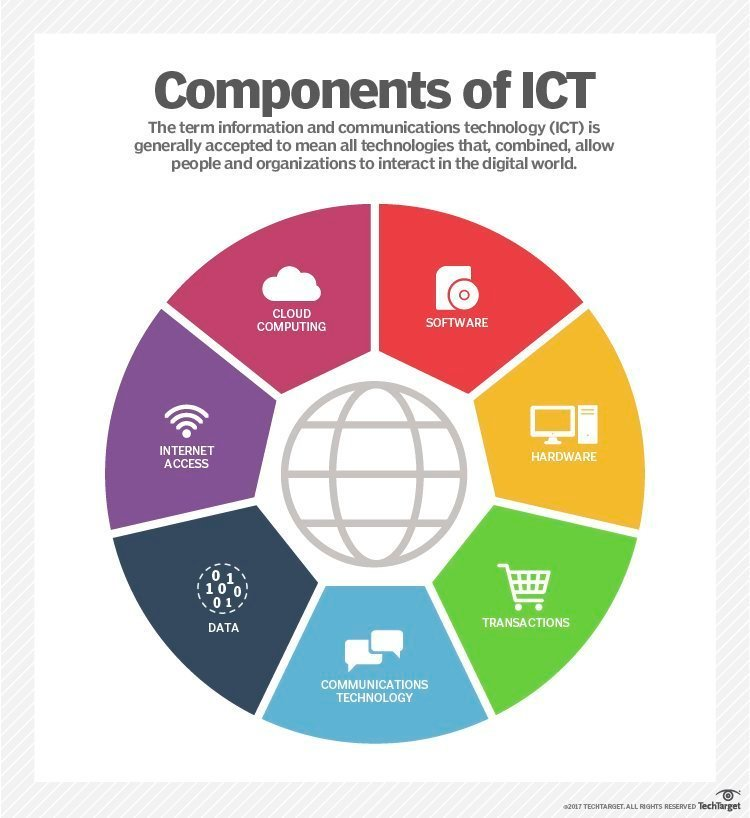 Components of ICT
The term information and communications technology (ICT) is
generally accepted to mean all technologies that, combined, allow
people and organizations to interact in the digital world.
CLOUD
COMPUTING
SOFTWARE
INTERNET
ACCESS
HARDWARE
0 1
1 0 0
0 1
DATA
TRANSACTIONS
COMMUNICATIONS
TECHNOLOGY
©2017 TECHTARGET. ALL RIGHTS RESERVED TechTarget